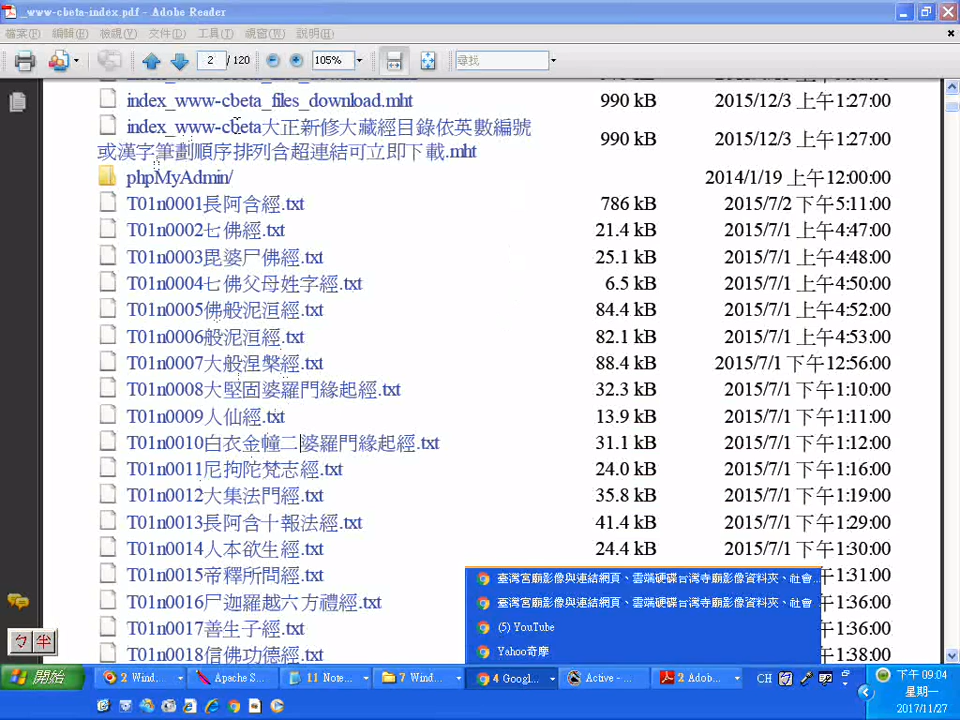 _www-cbeta-index.pdf - Adobe Reader
檔案(F) 編輯(E) 檢視(V) 文件(D) 工具(T) 視窗(W) 說明(H)
2 / 120 105% 尋找
index_www-cbeta_files_download.mht 990 kB 2015/12/3 上午1:27:00
index_www-cbeta大正新修大藏經目錄依英數編號 990 kB 2015/12/3 上午1:27:00
或漢字筆劃順序排列含超連結可立即下載.mht
phpMyAdmin/ 2014/1/19 上午12:00:00
T01n0001長阿含經.txt 786 kB 2015/7/2 下午5:11:00
T01n0002七佛經.txt 21.4 kB 2015/7/1 上午4:47:00
T01n0003毘婆尸佛經.txt 25.1 kB 2015/7/1 上午4:48:00
T01n0004七佛父母姓字經.txt 6.5 kB 2015/7/1 上午4:50:00
T01n0005佛般泥洹經.txt 84.4 kB 2015/7/1 上午4:52:00
T01n0006般泥洹經.txt 82.1 kB 2015/7/1 上午4:53:00
T01n0007大般涅槃經.txt 88.4 kB 2015/7/1 下午12:56:00
T01n0008大堅固婆羅門緣起經.txt 32.3 kB 2015/7/1 下午1:10:00
T01n0009人仙經.txt 13.9 kB 2015/7/1 下午1:11:00
T01n0010白衣金幢二婆羅門緣起經.txt 31.1 kB 2015/7/1 下午1:12:00
T01n0011尼拘陀梵志經.txt 24.0 kB 2015/7/1 下午1:16:00
T01n0012大集法門經.txt 35.8 kB 2015/7/1 下午1:19:00
T01n0013長阿含十報法經.txt 41.4 kB 2015/7/1 下午1:29:00
T01n0014人本欲生經.txt 24.4 kB 2015/7/1 下午1:30:00
T01n0015帝釋所問經.txt 1:31:00
T01n0016尸迦羅越六方禮經.txt 1:36:00
T01n0017善生子經.txt 1:36:00
T01n0018信佛功德經.txt 1:38:00
臺灣宮廟影像與連結網頁、雲端硬碟台灣寺廟影像資料夾、社會...
臺灣宮廟影像與連結網頁、雲端硬碟台灣寺廟影像資料夾、社會
(5) YouTube
Yahoo奇摩
ㄅ 半
開始 2 Wind... Apache S... 11 Note... 7 Wind... 4 Googl... Active - ... 2 Adob... CH
下午 09:04
星期一
2017/11/27